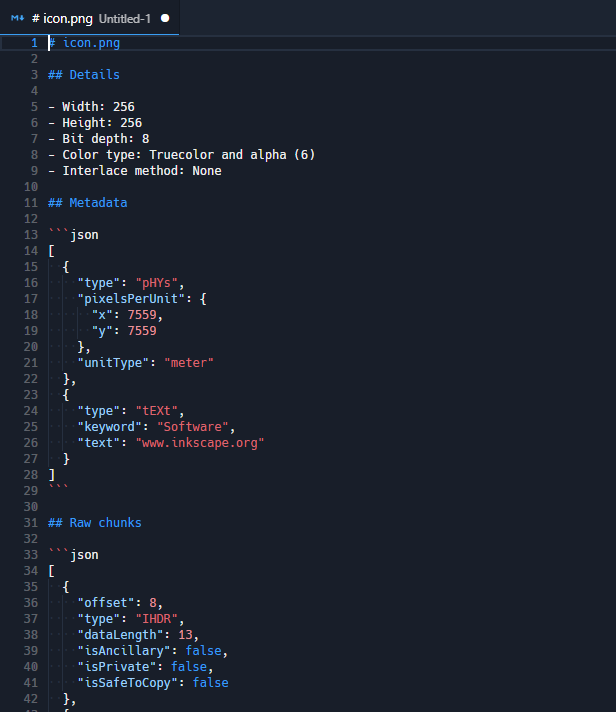 # icon.png Untitled-1
1 # icon.png
2
3 ## Details
4
5 - Width: 256
6 - Height: 256
7 - Bit depth: 8
8 - Color type: Truecolor and alpha (6)
9 - Interlace method: None
10
11 ## Metadata
12
13 ```json
14 [
15   {
16     "type": "pHYs",
17     "pixelsPerUnit": {
18       "x": 7559,
19       "y": 7559
20     },
21     "unitType": "meter"
22   },
23   {
24     "type": "tEXt",
25     "keyword": "Software",
26     "text": "www.inkscape.org"
27   }
28 ]
29 ```
30
31 ## Raw chunks
32
33 ```json
34 [
35   {
36     "offset": 8,
37     "type": "IHDR",
38     "dataLength": 13,
39     "isAncillary": false,
40     "isPrivate": false,
41     "isSafeToCopy": false
42   },